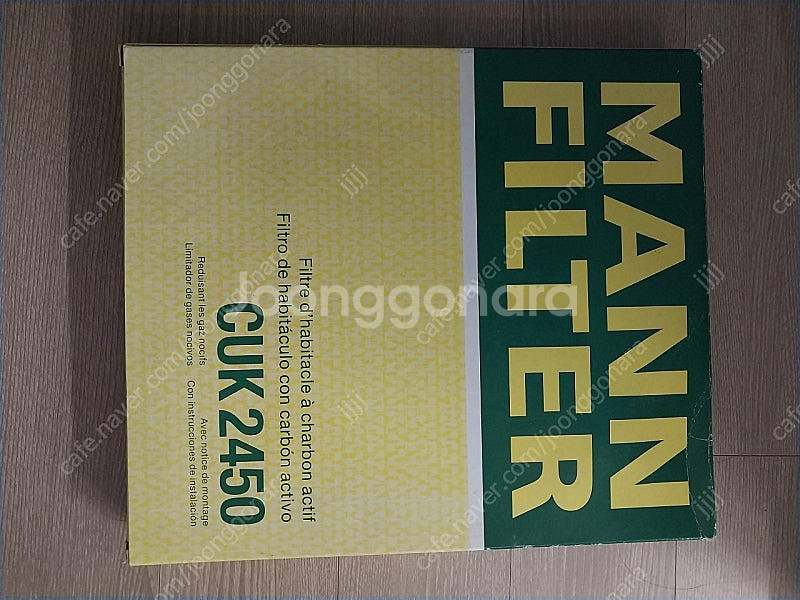 MANN
FILTER
Filtre d'habitacle à charbon actif
Filtro de habitáculo con carbón activo
CUK 2450
Réduisant les gaz nocifs Avec notice de montage
Limitador de gases nocivos Con instrucciones de instalación
Joonggonara
cafe.naver.com/joonggonara
jijij